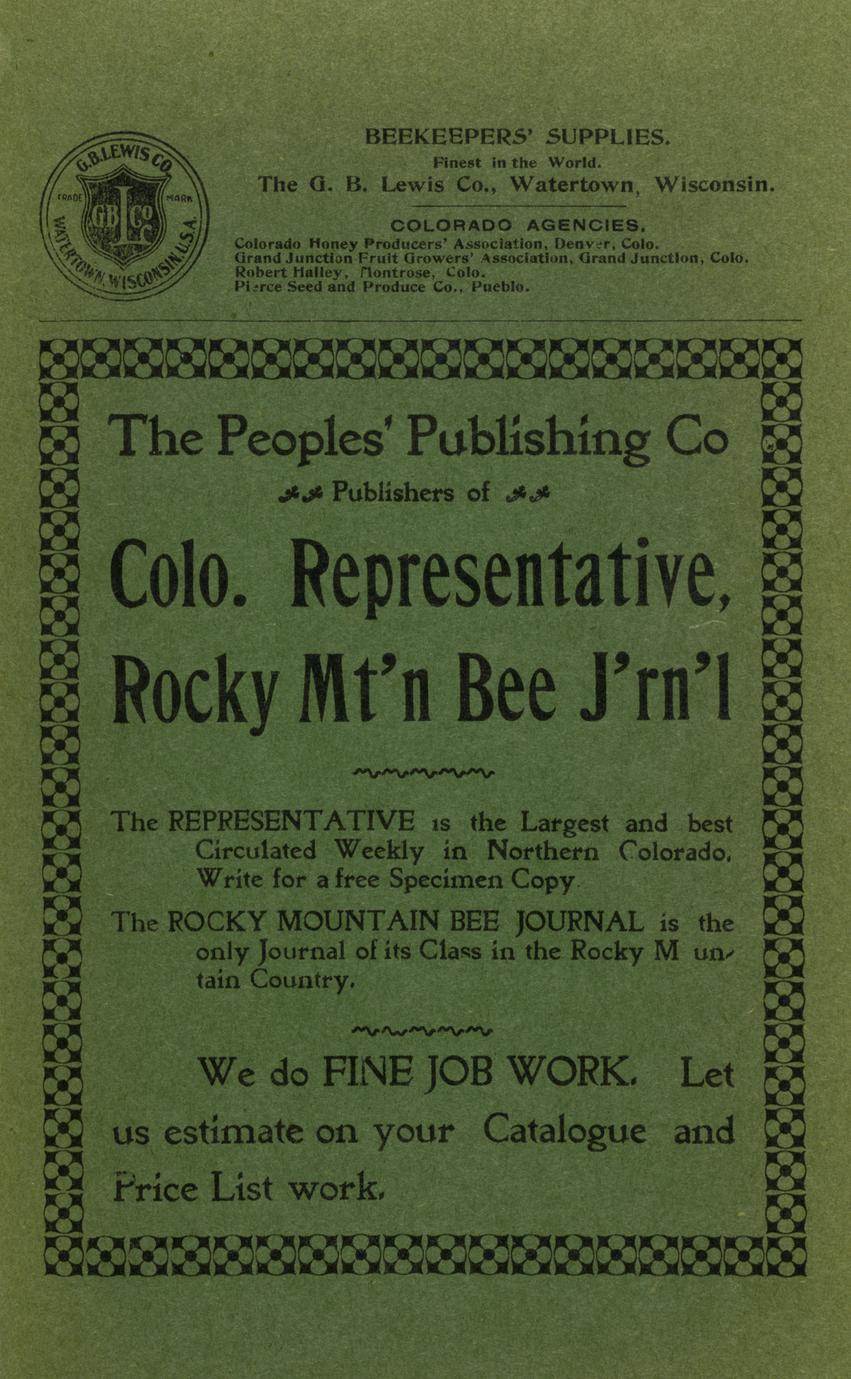 G.B. LEWIS CO
TRADE MARK
G B L Co
WATERTOWN, WISCONSIN, U.S.A.
BEEKEEPERS' SUPPLIES.
Finest in the World.
The G. B. Lewis Co., Watertown, Wisconsin.
COLORADO AGENCIES.
Colorado Honey Producers' Association, Denver, Colo.
Grand Junction Fruit Growers' Association, Grand Junction, Colo.
Robert Halley, Montrose, Colo.
Pierce Seed and Produce Co., Pueblo.
The Peoples' Publishing Co
Publishers of
Colo. Representative,
Rocky Mt'n Bee J'rn'l
The REPRESENTATIVE is the Largest and best
Circulated Weekly in Northern Colorado.
Write for a free Specimen Copy
The ROCKY MOUNTAIN BEE JOURNAL is the
only Journal of its Class in the Rocky M un-
tain Country.
We do FINE JOB WORK. Let
us estimate on your Catalogue and
Price List work.